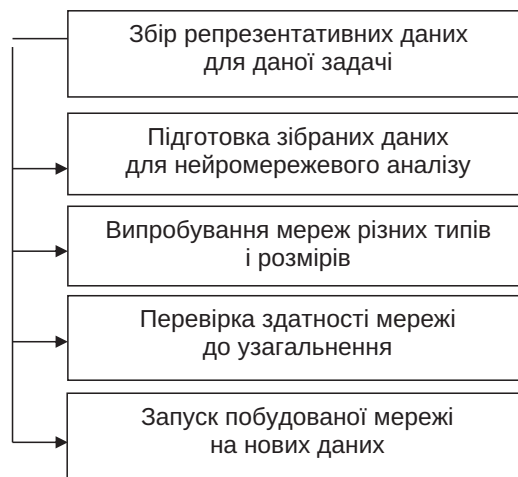 Збір репрезентативних даних
для даної задачі
Підготовка зібраних даних
для нейромережевого аналізу
Випробування мереж різних типів
і розмірів
Перевірка здатності мережі
до узагальнення
Запуск побудованої мережі
на нових даних